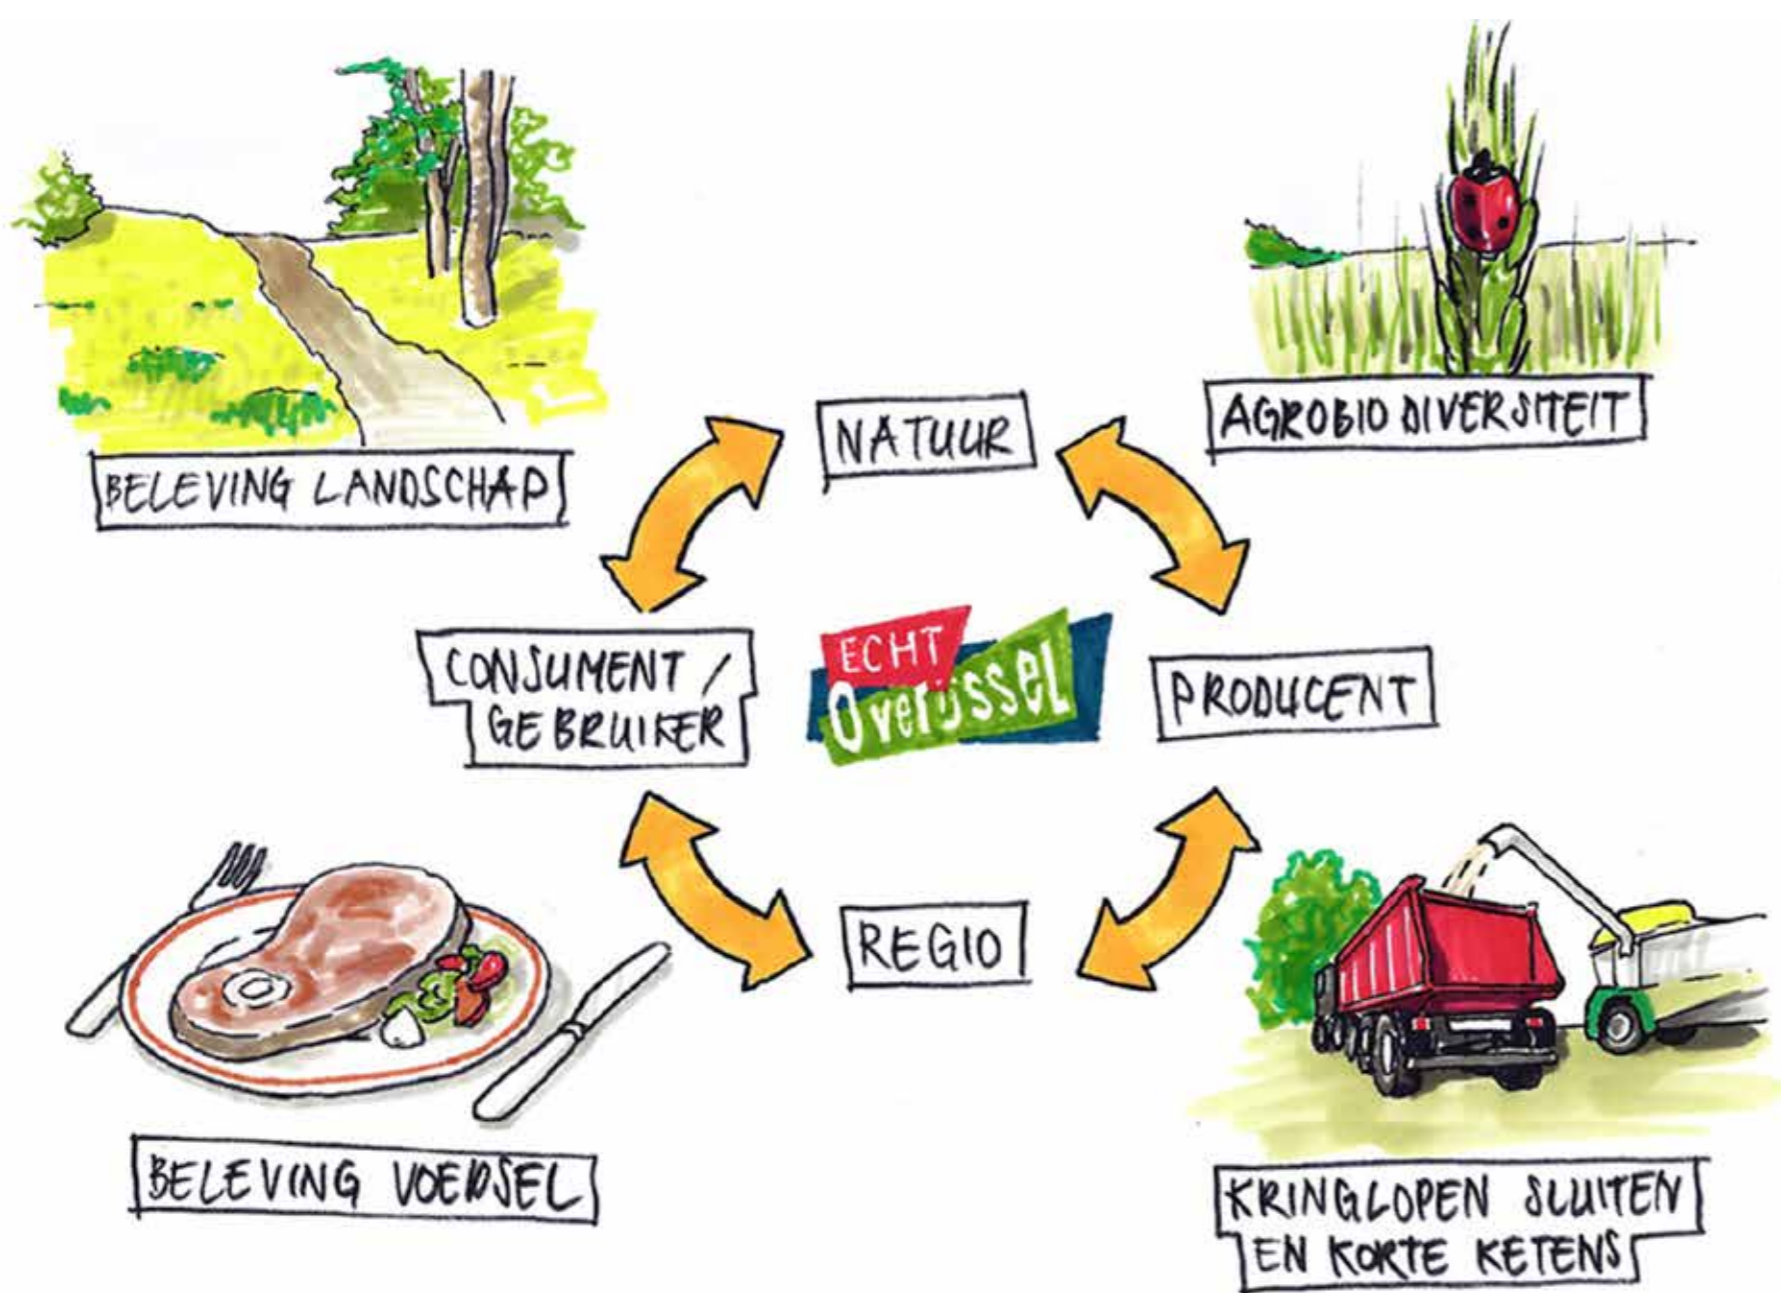 BELEVING LANDSCHAP
NATUUR
AGROBIODIVERSITEIT
CONSUMENT /
GEBRUIKER
ECHT
Overijssel
PRODUCENT
REGIO
BELEVING VOEDSEL
KRINGLOPEN SLUITEN
EN KORTE KETENS